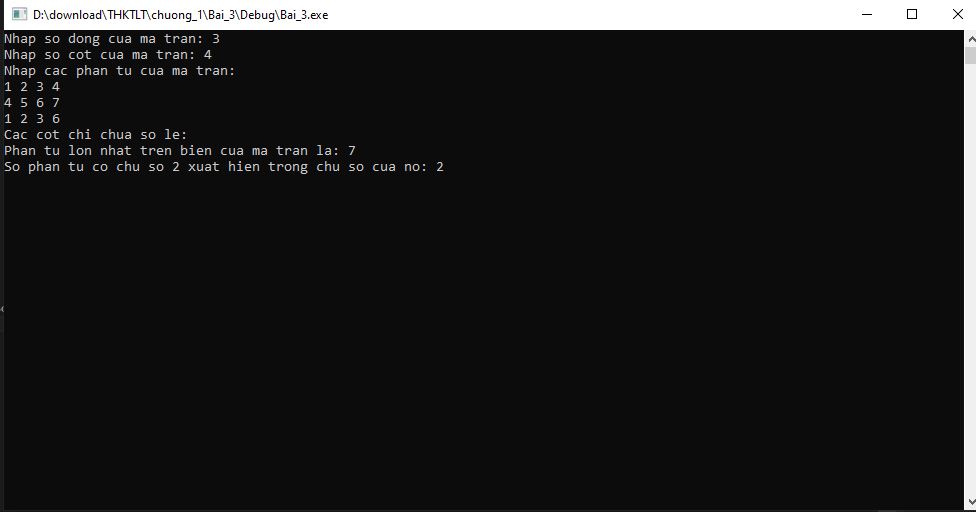 D:\download\THKTLT\chuong_1\Bai_3\Debug\Bai_3.exe
Nhap so dong cua ma tran: 3
Nhap so cot cua ma tran: 4
Nhap cac phan tu cua ma tran:
1 2 3 4
4 5 6 7
1 2 3 6
Cac cot chi chua so le:
Phan tu lon nhat tren bien cua ma tran la: 7
So phan tu co chu so 2 xuat hien trong chu so cua no: 2